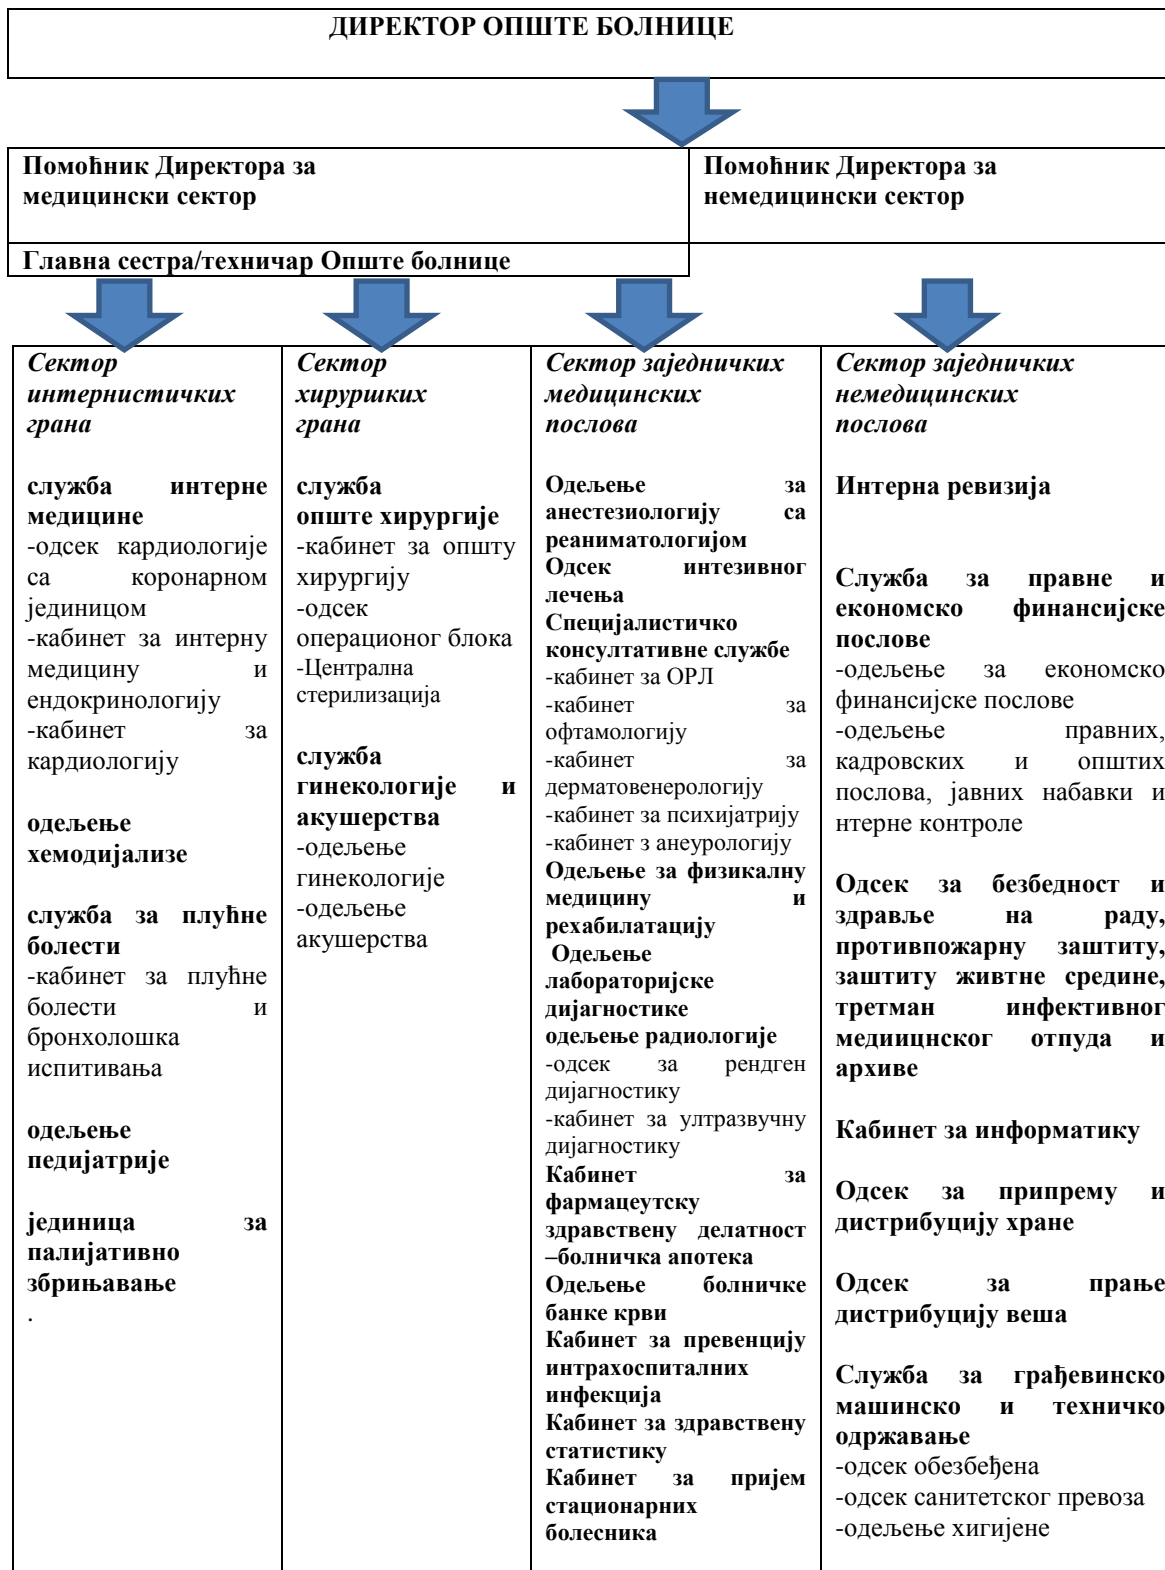 ДИРЕКТОР ОПШТЕ БОЛНИЦЕ
Помоћник Директора за
медицински сектор
Помоћник Директора за
немедицински сектор
Главна сестра/техничар Опште болнице
Сектор
интернистичких
грана
служба интерне
медицине
-одсек кардиологије
са коронарном
јединицом
-кабинет за интерну
медицину и
ендокринологију
-кабинет за
кардиологију
одељење
хемодијализе
служба за плућне
болести
-кабинет за плућне
болести и
бронхолошка
испитивања
одељење
педијатрије
јединица за
палијативно
збрињавање
.
Сектор
хируршких
грана
служба
опште хирургије
-кабинет за општу
хирургију
-одсек
операционог блока
-Централна
стерилизација
служба
гинекологије и
акушерства
-одељење
гинекологије
-одељење
акушерства
Сектор заједничких
медицинских
послова
Одељење за
анестезиологију са
реаниматологијом
Одсек интезивног
лечења
Специјалистичко
консултативне службе
-кабинет за ОРЛ
-кабинет за
офтамологију
-кабинет за
дерматовенерологију
-кабинет за психијатрију
-кабинет з анеурологију
Одељење за физикалну
медицину и
рехабилатацију
Одељење
лабораторијске
дијагностике
одељење радиологије
-одсек за рендген
дијагностику
-кабинет за ултразвучну
дијагностику
Кабинет за
фармацеутску
здравствену делатност
–болничка апотека
Одељење болничке
банке крви
Кабинет за превенцију
интрахоспиталних
инфекција
Кабинет за здравствену
статистику
Кабинет за пријем
стационарних
болесника
Сектор заједничких
немедицинских
послова
Интерна ревизија
Служба за правне и
економско финансијске
послове
-одељење за економско
финансијске послове
-одељење правних,
кадровских и општих
послова, јавних набавки и
нтерне контроле
Одсек за безбедност и
здравље на раду,
противпожарну заштиту,
заштиту живтне средине,
третман инфективног
медиицнског отпуда и
архиве
Кабинет за информатику
Одсек за припрему и
дистрибуцију хране
Одсек за прање
дистрибуцију веша
Служба за грађевинско
машинско и техничко
одржавање
-одсек обезбеђена
-одсек санитетског превоза
-одељење хигијене